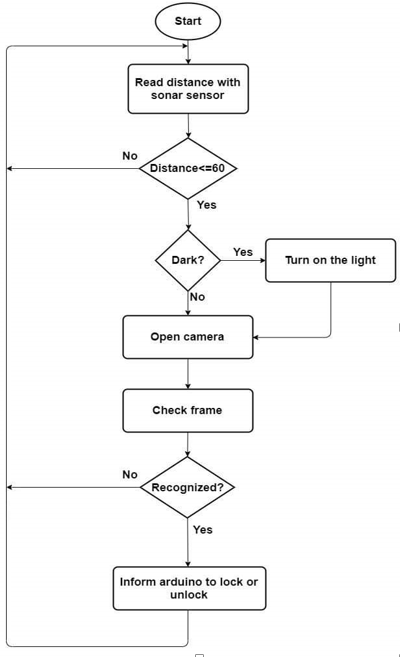 Start
Read distance with
sonar sensor
No
Distance<=60
Yes
Dark?
Yes
Turn on the light
No
Open camera
Check frame
No
Recognized?
Yes
Inform arduino to lock or
unlock